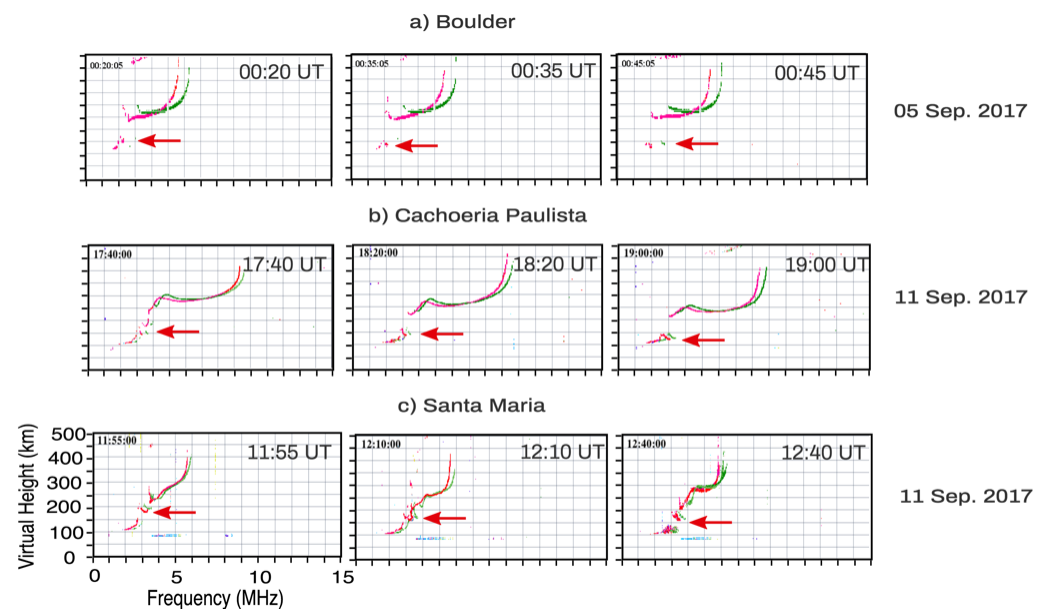 a) Boulder
00:20:05
00:20 UT
00:35:05
00:35 UT
00:45:05
00:45 UT
05 Sep. 2017
b) Cachoeria Paulista
17:40:00
17:40 UT
18:20:00
18:20 UT
19:00:00
19:00 UT
11 Sep. 2017
c) Santa Maria
11:55:00
11:55 UT
12:10:00
12:10 UT
12:40:00
12:40 UT
11 Sep. 2017
Virtual Height (km)
500
400
300
200
100
0
0 5 10 15
Frequency (MHz)